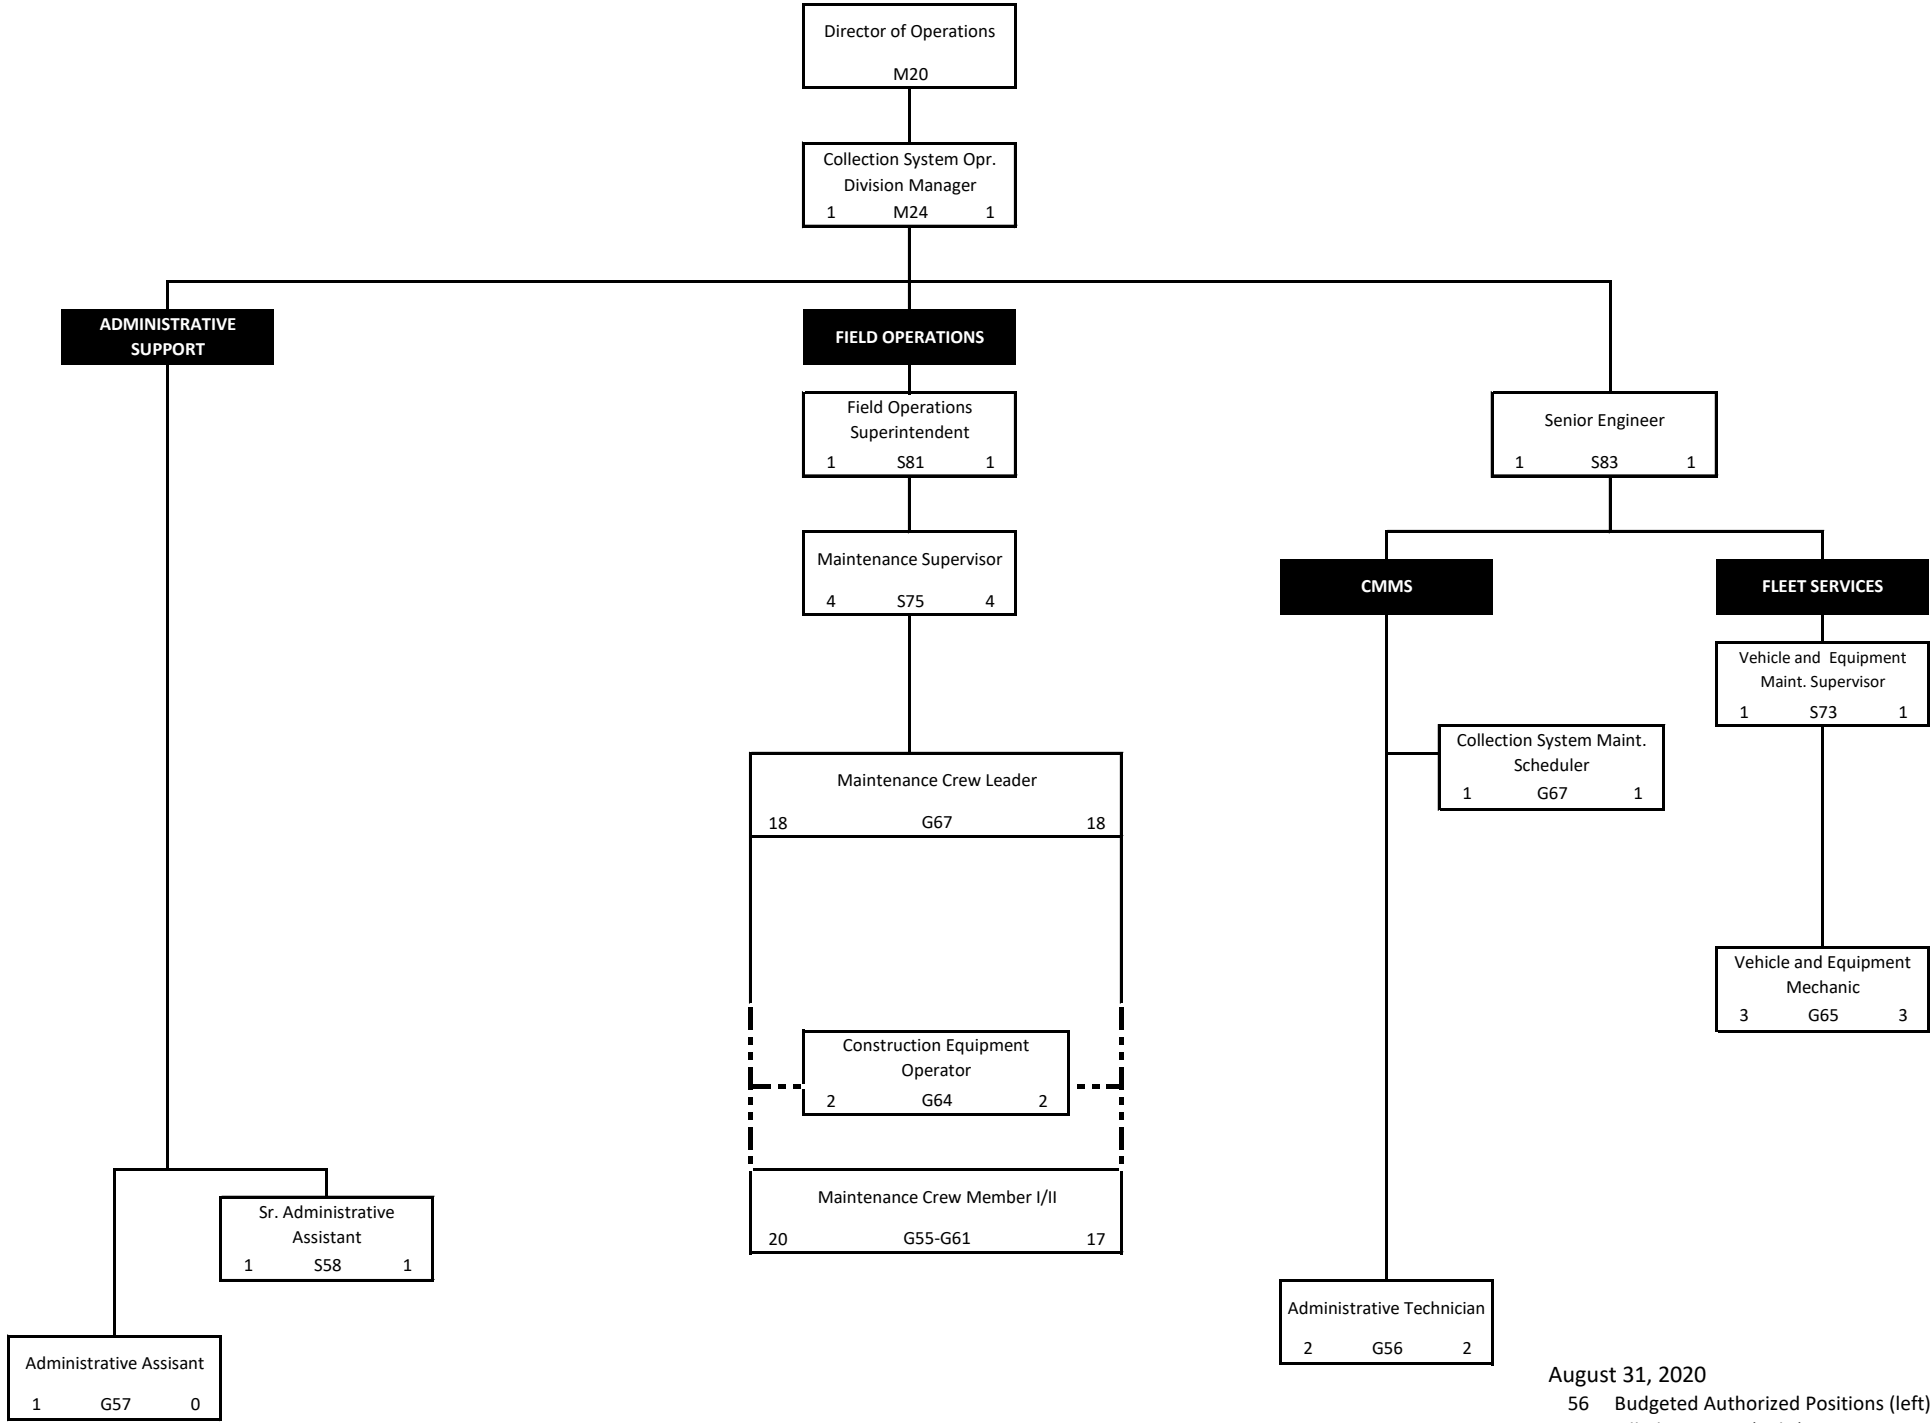 Director of Operations
M20
Collection System Opr.
Division Manager
1 M24 1
ADMINISTRATIVE
SUPPORT
FIELD OPERATIONS
Field Operations
Superintendent
1 S81 1
Senior Engineer
1 S83 1
Maintenance Supervisor
4 S75 4
CMMS
FLEET SERVICES
Vehicle and Equipment
Maint. Supervisor
1 S73 1
Collection System Maint.
Scheduler
1 G67 1
Maintenance Crew Leader
18 G67 18
Vehicle and Equipment
Mechanic
3 G65 3
Construction Equipment
Operator
2 G64 2
Maintenance Crew Member I/II
20 G55-G61 17
Sr. Administrative
Assistant
1 S58 1
Administrative Technician
2 G56 2
Administrative Assisant
1 G57 0
August 31, 2020
56 Budgeted Authorized Positions (left)